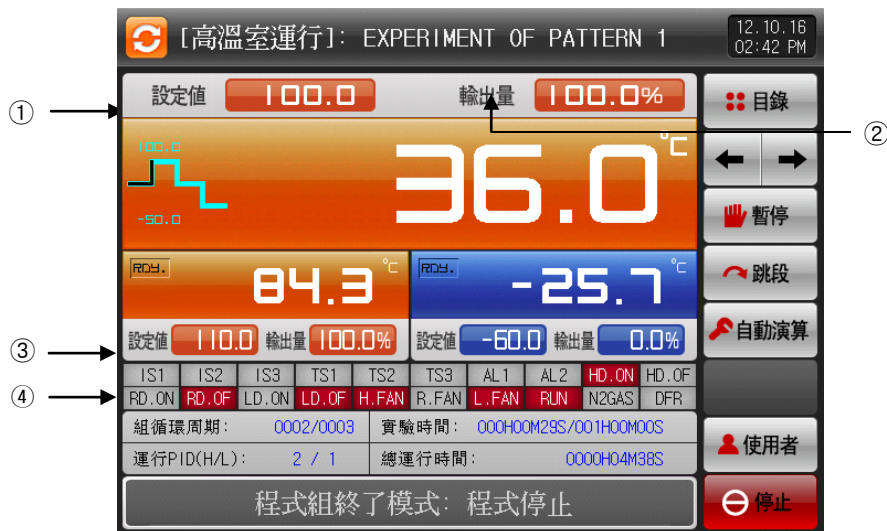 [高溫室運行]: EXPERIMENT OF PATTERN 1
12.10.16
02:42 PM
① 設定値 100.0 輸出量 100.0%
②
100.0
-50.0
36.0 ℃
RDY. 84.3 ℃
RDY. -25.7 ℃
③ 設定値 110.0 輸出量 100.0% 設定値 -60.0 輸出量 0.0%
IS1 IS2 IS3 TS1 TS2 TS3 AL1 AL2 HD.ON HD.OF
④ RD.ON RD.OF LD.ON LD.OF H.FAN R.FAN L.FAN RUN N2GAS DFR
組循環周期: 0002/0003 實驗時間: 000H00M29S/001H00M00S
運行PID(H/L): 2 / 1 總運行時間: 0000H04M38S
程式組終了模式: 程式停止
目錄
暫停
跳段
自動演算
使用者
停止